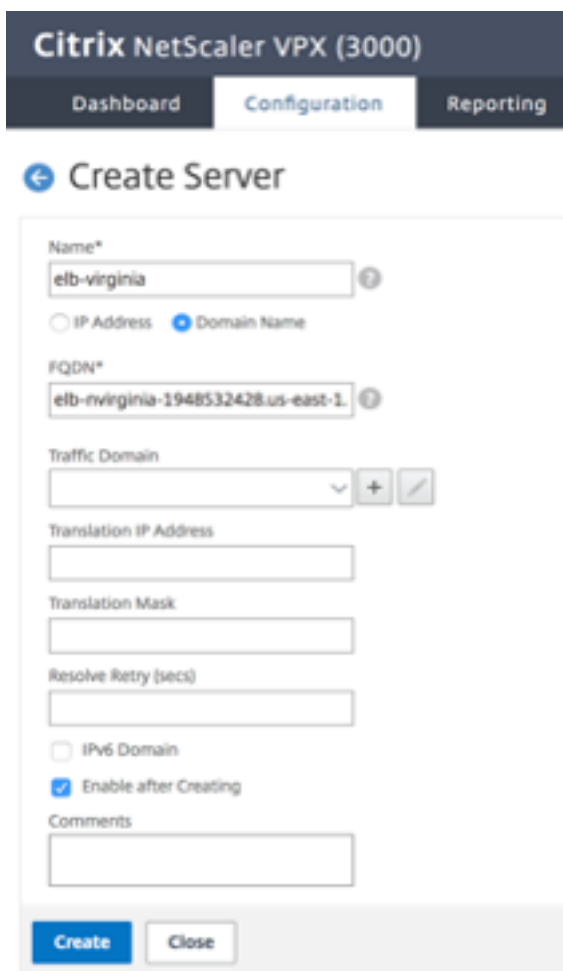 Citrix NetScaler VPX (3000)
Dashboard Configuration Reporting
Create Server
Name*
elb-virginia
IP Address Domain Name
FQDN*
elb-nvirginia-1948532428.us-east-1.
Traffic Domain
+
Translation IP Address
Translation Mask
Resolve Retry (secs)
IPv6 Domain
Enable after Creating
Comments
Create Close